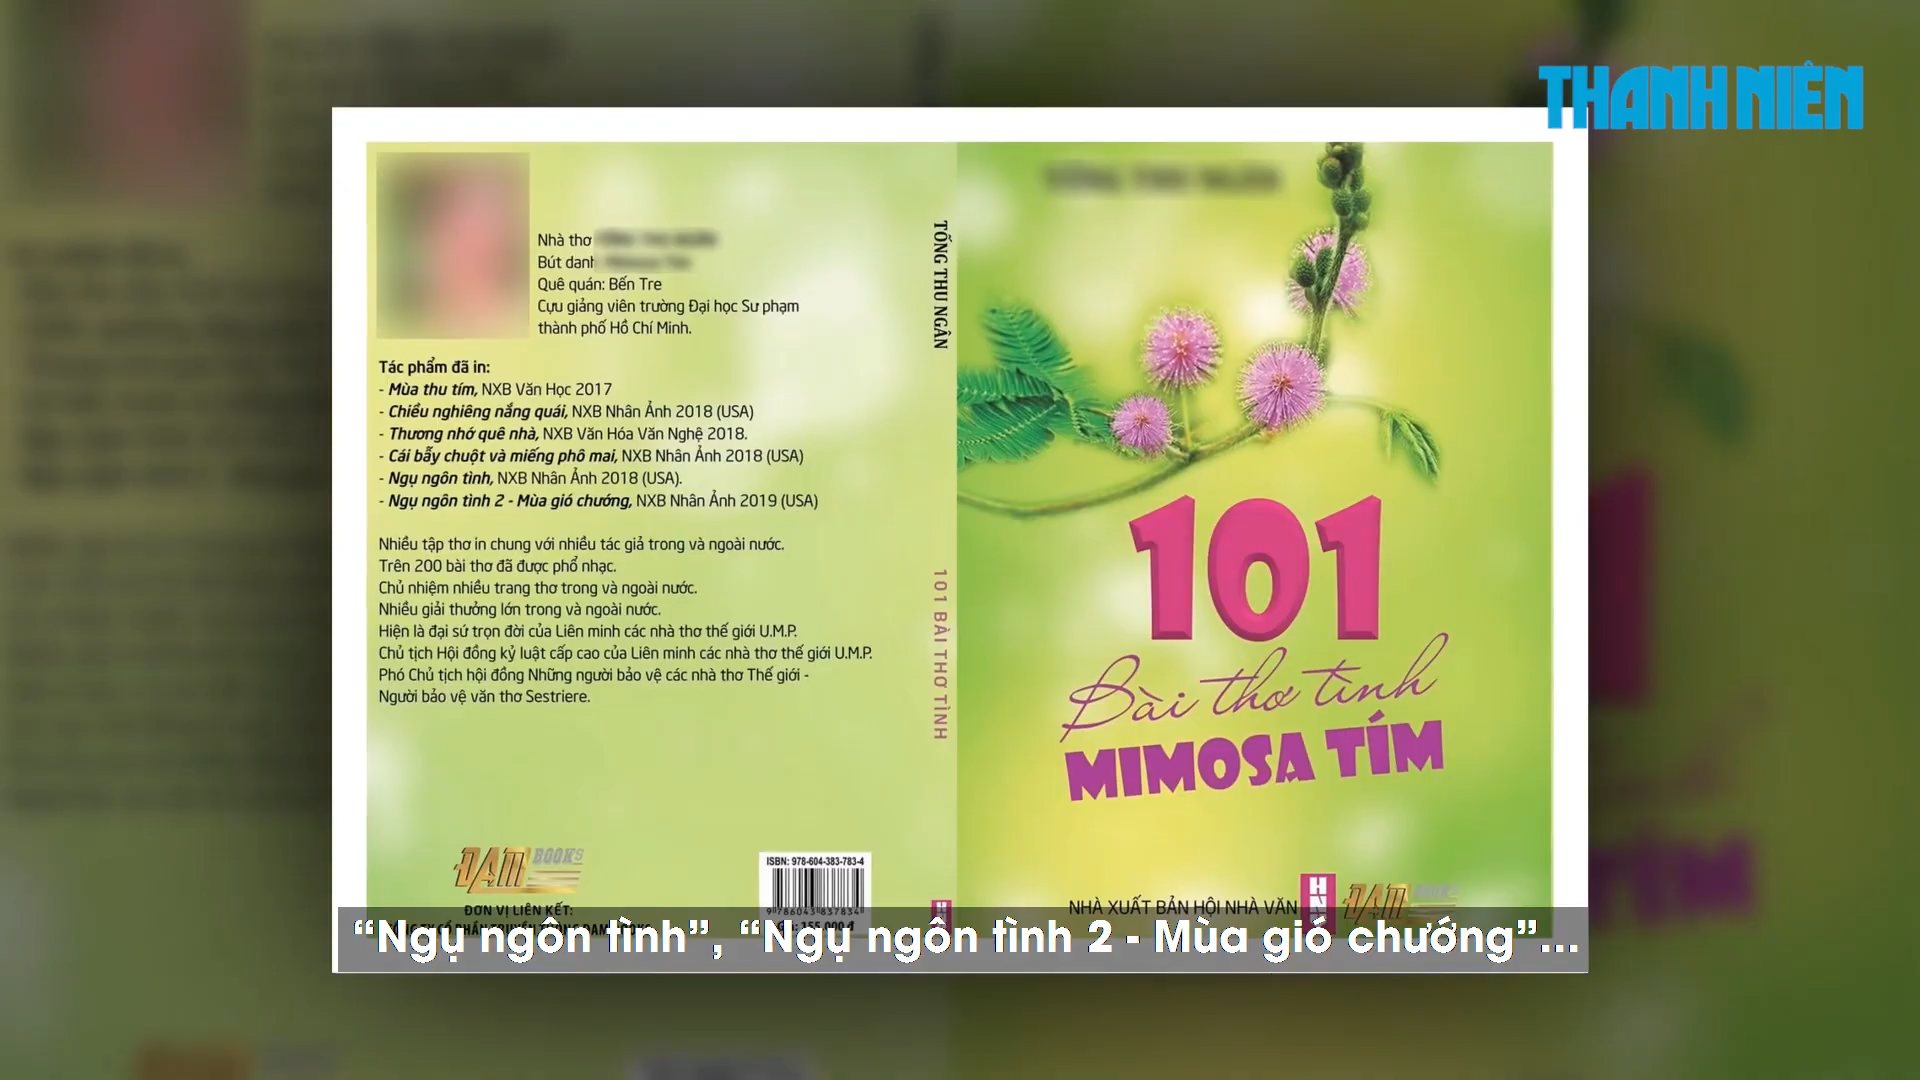 THANH NIÊN
Nhà thơ
Bút danh
Quê quán: Bến Tre
Cựu giảng viên trường Đại học Sư phạm
thành phố Hồ Chí Minh.
Tác phẩm đã in:
- Mùa thu tím, NXB Văn Học 2017
- Chiều nghiêng nắng quái, NXB Nhân Ảnh 2018 (USA)
- Thương nhớ quê nhà, NXB Văn Hóa Văn Nghệ 2018.
- Cái bẫy chuột và miếng phô mai, NXB Nhân Ảnh 2018 (USA)
- Ngụ ngôn tình, NXB Nhân Ảnh 2018 (USA).
- Ngụ ngôn tình 2 - Mùa gió chướng, NXB Nhân Ảnh 2019 (USA)
Nhiều tập thơ in chung với nhiều tác giả trong và ngoài nước.
Trên 200 bài thơ đã được phổ nhạc.
Chủ nhiệm nhiều trang thơ trong và ngoài nước.
Nhiều giải thưởng lớn trong và ngoài nước.
Hiện là đại sứ trọn đời của Liên minh các nhà thơ thế giới U.M.P.
Chủ tịch Hội đồng kỷ luật cấp cao của Liên minh các nhà thơ thế giới U.M.P.
Phó Chủ tịch hội đồng Những người bảo vệ các nhà thơ Thế giới -
Người bảo vệ văn thơ Sestriere.
ĐAM BOOKS
ĐƠN VỊ LIÊN KẾT:
ISBN: 978-604-383-783-4
9 786043 837834
TỐNG THU NGÂN
101 BÀI THƠ TÌNH
101
Bài thơ tình
MIMOSA TÍM
NHÀ XUẤT BẢN HỘI NHÀ VĂN
ĐAM BOOKS
“Ngụ ngôn tình”, “Ngụ ngôn tình 2 - Mùa gió chướng”...